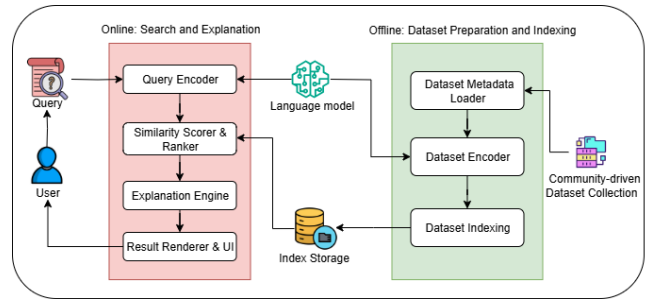 Online: Search and Explanation
Offline: Dataset Preparation and Indexing
Query Encoder
Query
Language model
Dataset Metadata
Loader
Similarity Scorer &
Ranker
Dataset Encoder
User
Community-driven
Dataset Collection
Explanation Engine
Dataset Indexing
Result Renderer & UI
Index Storage